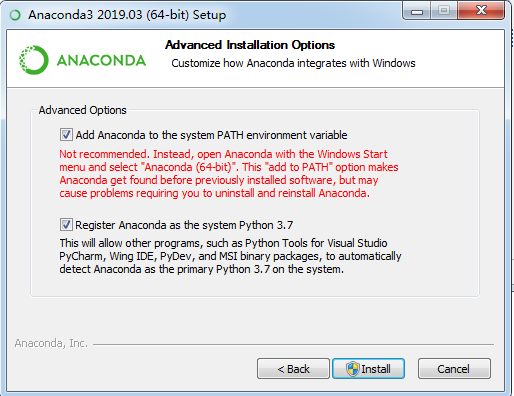 Anaconda3 2019.03 (64-bit) Setup
ANACONDA
Advanced Installation Options
Customize how Anaconda integrates with Windows
Advanced Options
Add Anaconda to the system PATH environment variable
Not recommended. Instead, open Anaconda with the Windows Start
menu and select "Anaconda (64-bit)". This "add to PATH" option makes
Anaconda get found before previously installed software, but may
cause problems requiring you to uninstall and reinstall Anaconda.
Register Anaconda as the system Python 3.7
This will allow other programs, such as Python Tools for Visual Studio
PyCharm, Wing IDE, PyDev, and MSI binary packages, to automatically
detect Anaconda as the primary Python 3.7 on the system.
Anaconda, Inc.
< Back
Install
Cancel